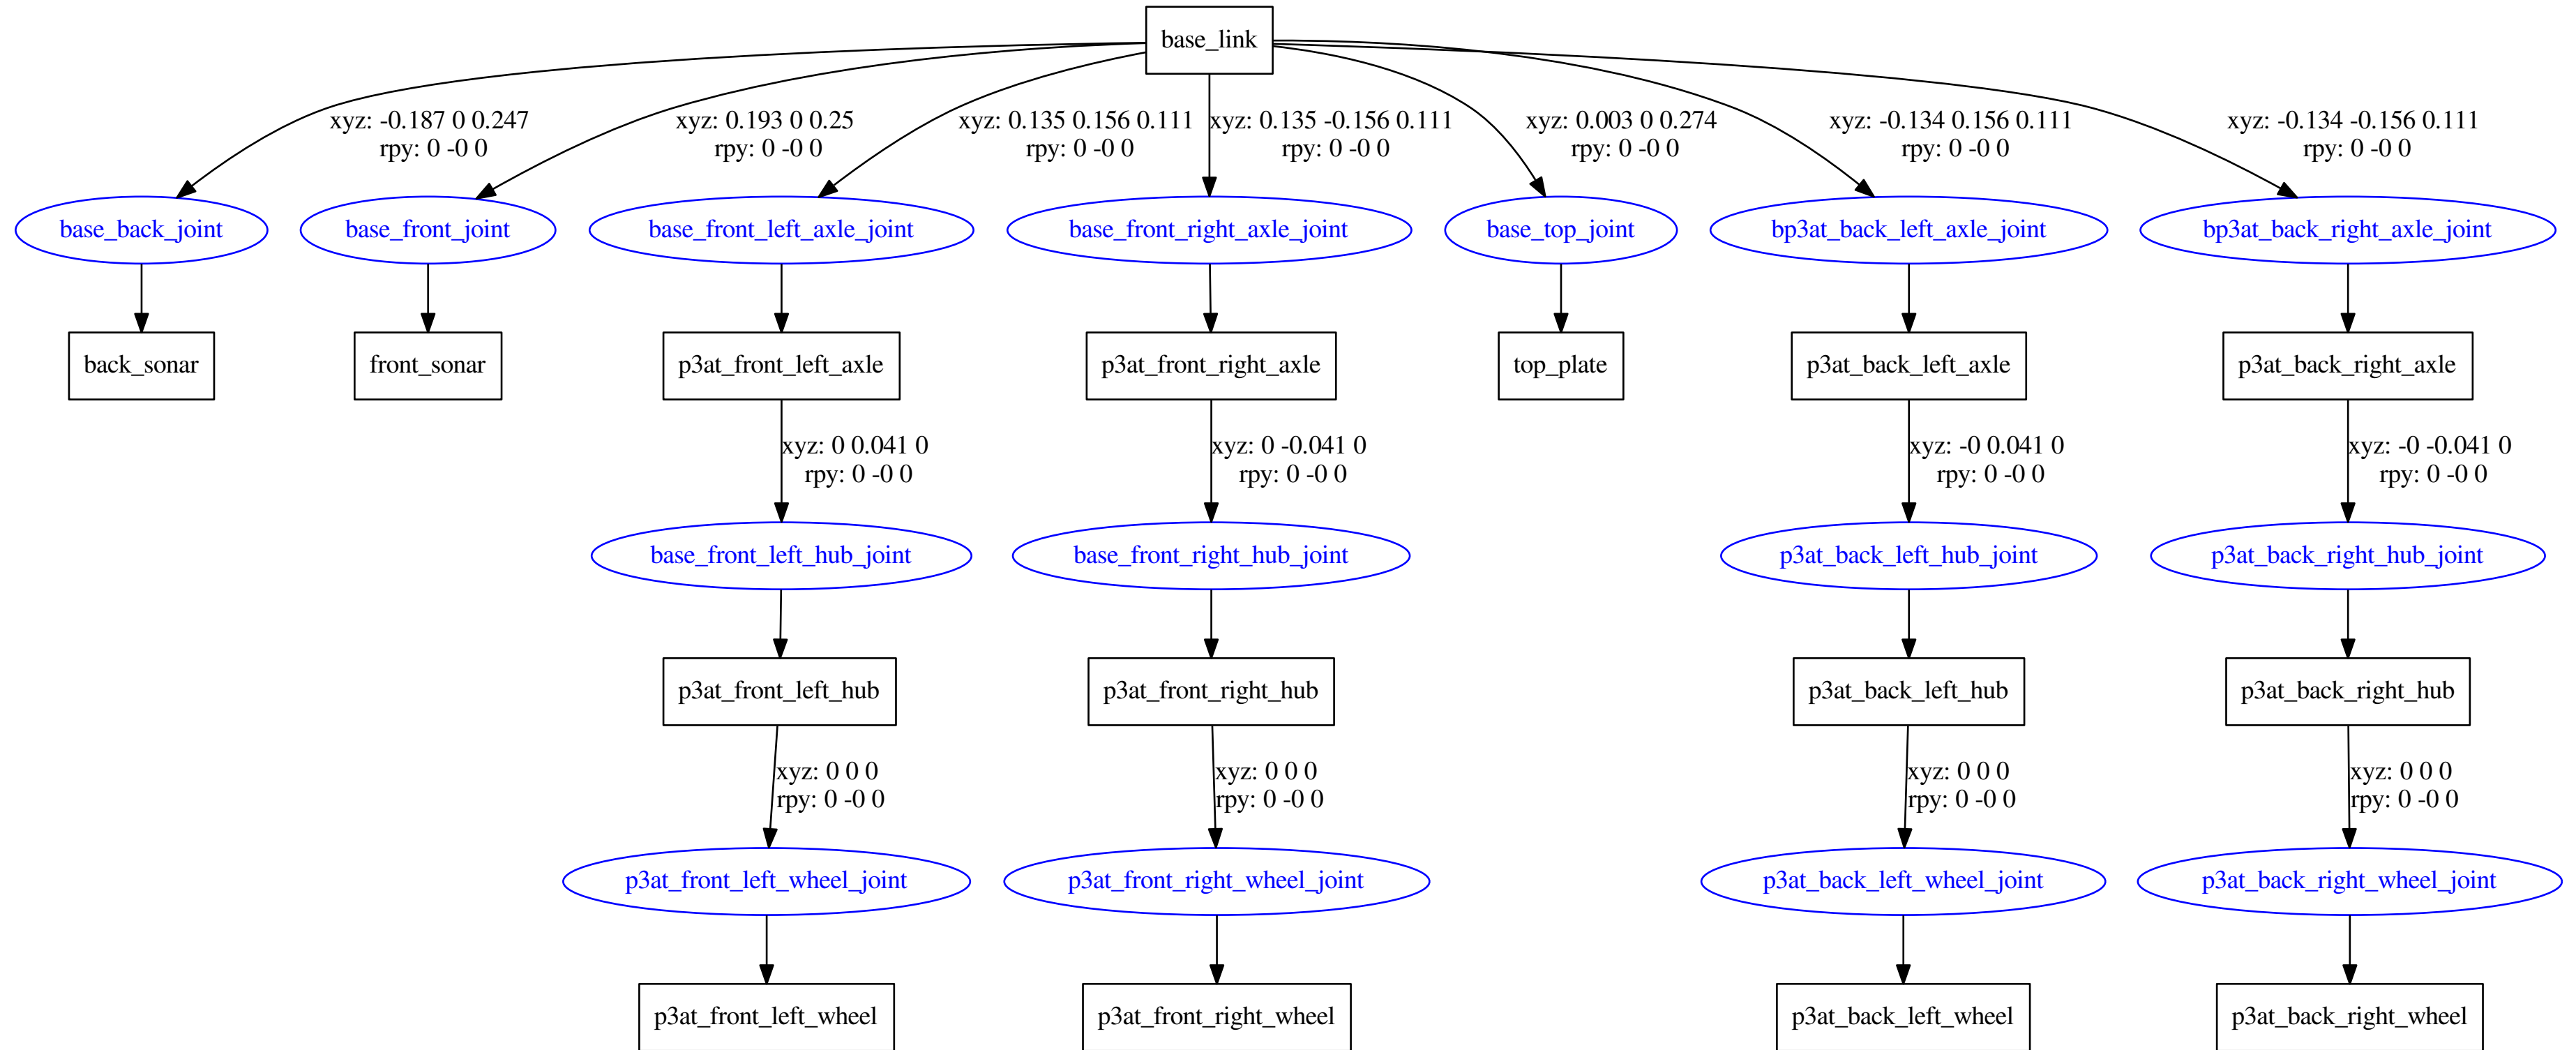 base_link
xyz: -0.187 0 0.247
rpy: 0 -0 0
xyz: 0.193 0 0.25
rpy: 0 -0 0
xyz: 0.135 0.156 0.111
rpy: 0 -0 0
xyz: 0.135 -0.156 0.111
rpy: 0 -0 0
xyz: 0.003 0 0.274
rpy: 0 -0 0
xyz: -0.134 0.156 0.111
rpy: 0 -0 0
xyz: -0.134 -0.156 0.111
rpy: 0 -0 0
base_back_joint
base_front_joint
base_front_left_axle_joint
base_front_right_axle_joint
base_top_joint
bp3at_back_left_axle_joint
bp3at_back_right_axle_joint
back_sonar
front_sonar
p3at_front_left_axle
p3at_front_right_axle
top_plate
p3at_back_left_axle
p3at_back_right_axle
xyz: 0 0.041 0
rpy: 0 -0 0
xyz: 0 -0.041 0
rpy: 0 -0 0
xyz: -0 0.041 0
rpy: 0 -0 0
xyz: -0 -0.041 0
rpy: 0 -0 0
base_front_left_hub_joint
base_front_right_hub_joint
p3at_back_left_hub_joint
p3at_back_right_hub_joint
p3at_front_left_hub
p3at_front_right_hub
p3at_back_left_hub
p3at_back_right_hub
xyz: 0 0 0
rpy: 0 -0 0
xyz: 0 0 0
rpy: 0 -0 0
xyz: 0 0 0
rpy: 0 -0 0
xyz: 0 0 0
rpy: 0 -0 0
p3at_front_left_wheel_joint
p3at_front_right_wheel_joint
p3at_back_left_wheel_joint
p3at_back_right_wheel_joint
p3at_front_left_wheel
p3at_front_right_wheel
p3at_back_left_wheel
p3at_back_right_wheel